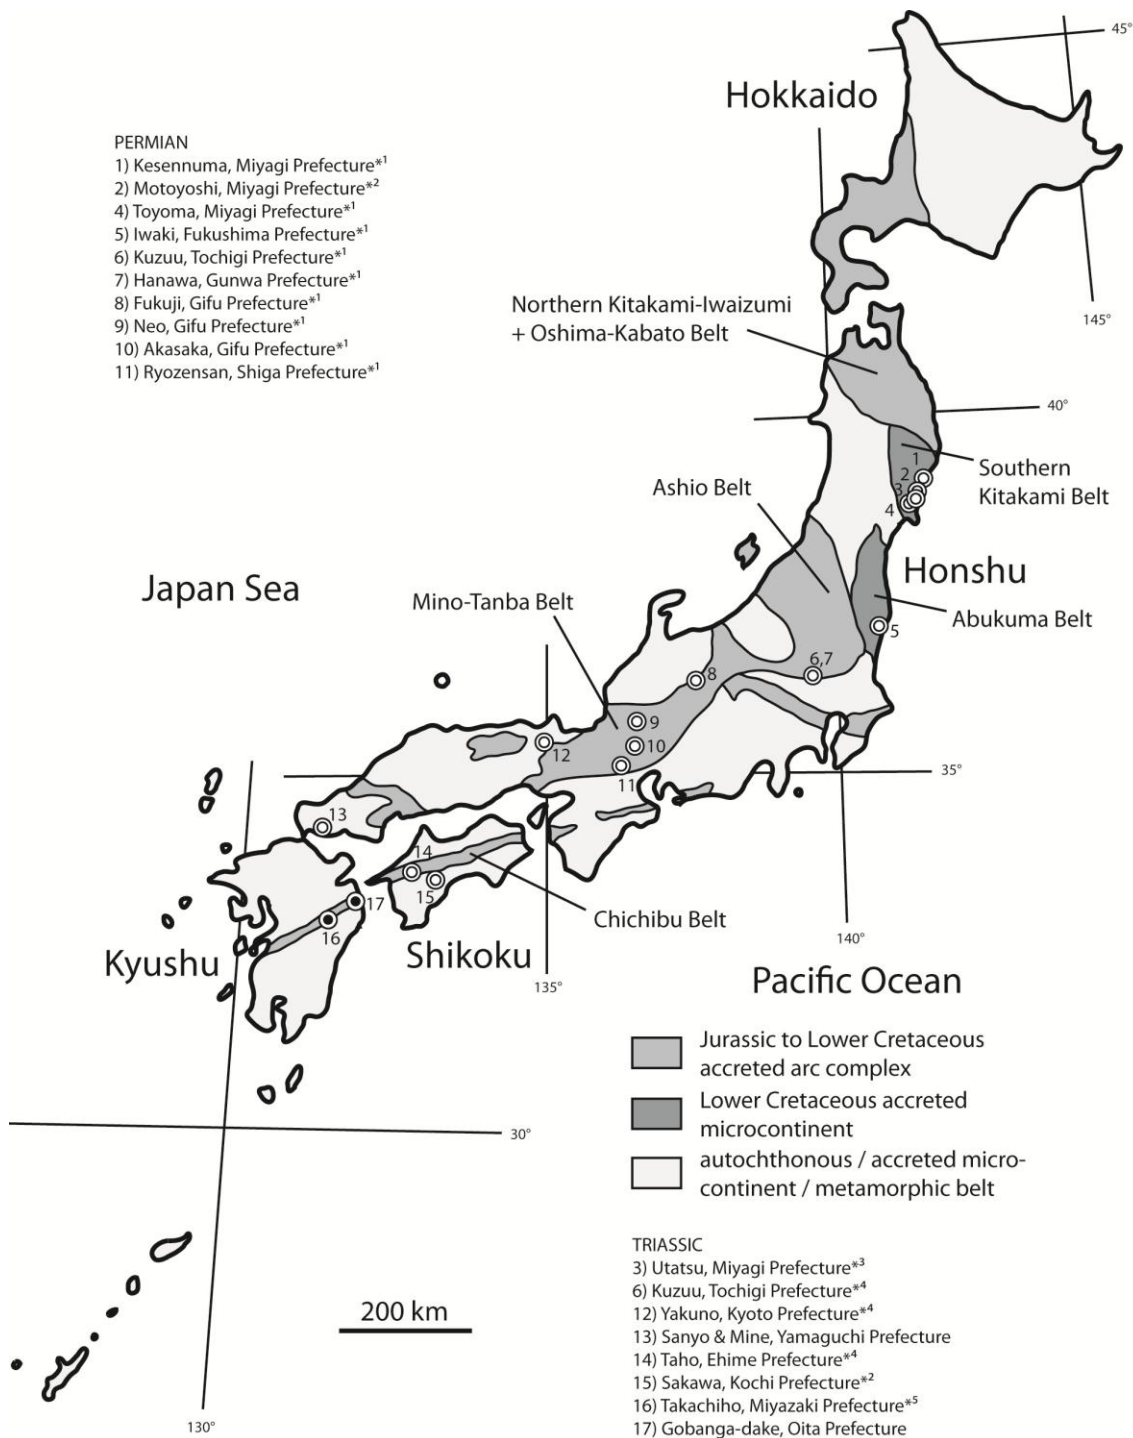 45°
Hokkaido
PERMIAN
1) Kesennuma, Miyagi Prefecture*¹
2) Motoyoshi, Miyagi Prefecture*²
4) Toyoma, Miyagi Prefecture*¹
5) Iwaki, Fukushima Prefecture*¹
6) Kuzuu, Tochigi Prefecture*¹
7) Hanawa, Gunwa Prefecture*¹
8) Fukuji, Gifu Prefecture*¹
9) Neo, Gifu Prefecture*¹
10) Akasaka, Gifu Prefecture*¹
11) Ryozensan, Shiga Prefecture*¹
145°
Northern Kitakami-Iwaizumi
+ Oshima-Kabato Belt
40°
1
2
3
4
Southern
Kitakami Belt
Ashio Belt
Japan Sea
Honshu
Mino-Tanba Belt
Abukuma Belt
5
6,7
8
9
10
11
12
35°
13
14
15
16
17
Chichibu Belt
Kyushu
Shikoku
140°
135°
Pacific Ocean
Jurassic to Lower Cretaceous
accreted arc complex
Lower Cretaceous accreted
microcontinent
autochthonous / accreted micro-
continent / metamorphic belt
30°
TRIASSIC
3) Utatsu, Miyagi Prefecture*³
6) Kuzuu, Tochigi Prefecture*⁴
12) Yakuno, Kyoto Prefecture*⁴
13) Sanyo & Mine, Yamaguchi Prefecture
14) Taho, Ehime Prefecture*⁴
15) Sakawa, Kochi Prefecture*²
16) Takachiho, Miyazaki Prefecture*⁵
17) Gobanga-dake, Oita Prefecture
200 km
130°